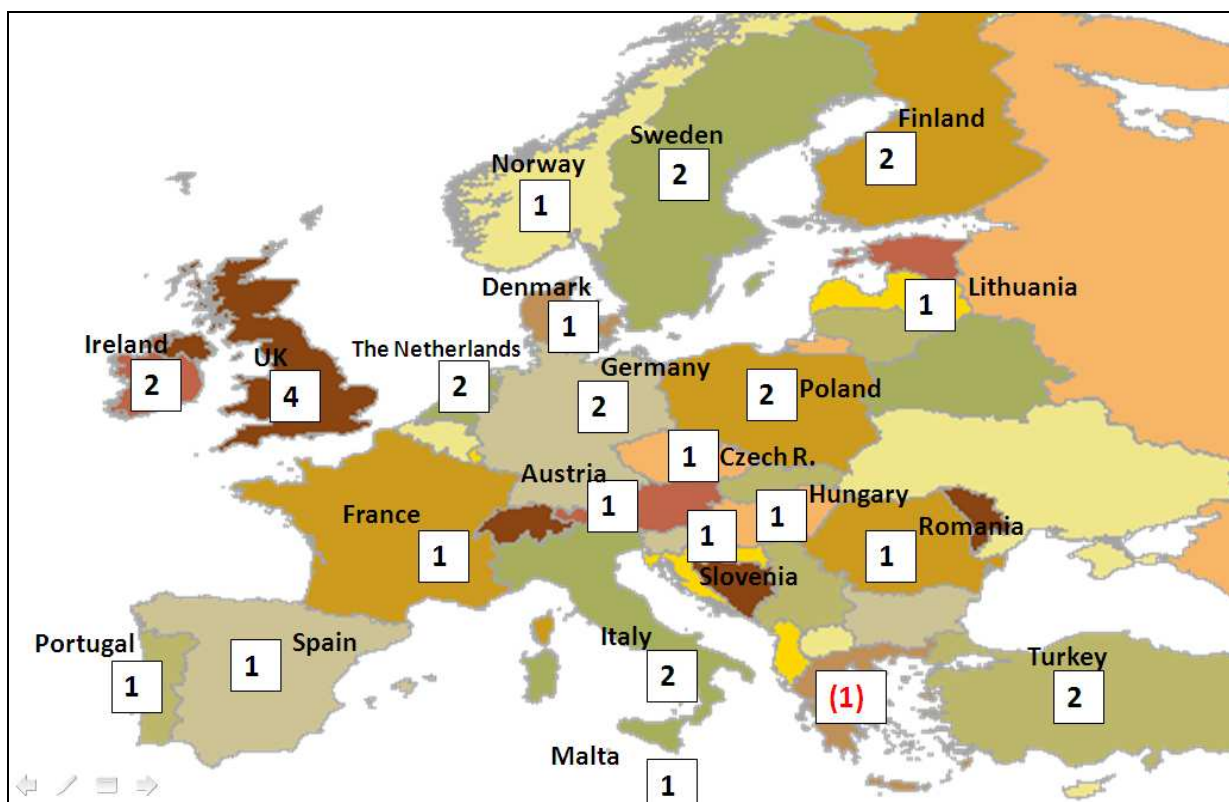 Finland
2
Sweden
2
Norway
1
Denmark
1
Lithuania
1
Ireland
2
UK
4
The Netherlands
2
Germany
2
Poland
2
Czech R.
1
Austria
1
Hungary
1
France
1
Slovenia
1
Romania
1
Portugal
1
Spain
1
Italy
2
(1)
Turkey
2
Malta
1